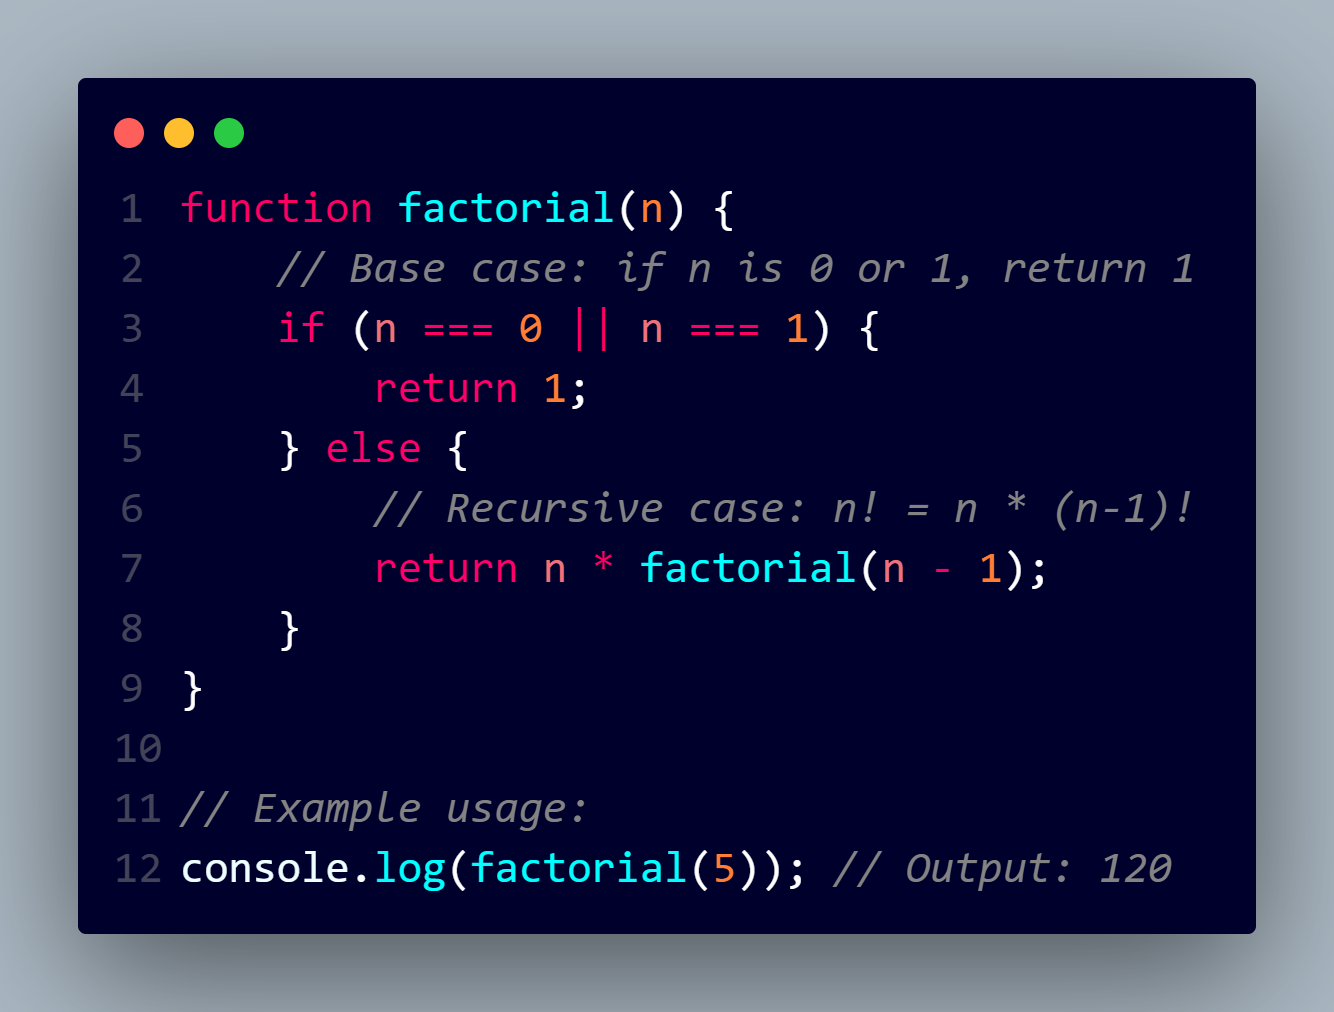 1 function factorial(n) {
2     // Base case: if n is 0 or 1, return 1
3     if (n === 0 || n === 1) {
4         return 1;
5     } else {
6         // Recursive case: n! = n * (n-1)!
7         return n * factorial(n - 1);
8     }
9 }
10
11 // Example usage:
12 console.log(factorial(5)); // Output: 120